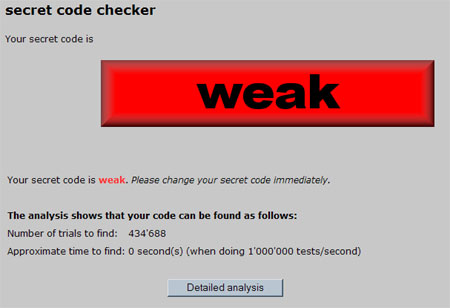 secret code checker
Your secret code is
weak
Your secret code is weak. Please change your secret code immediately.
The analysis shows that your code can be found as follows:
Number of trials to find: 434'688
Approximate time to find: 0 second(s) (when doing 1'000'000 tests/second)
Detailed analysis